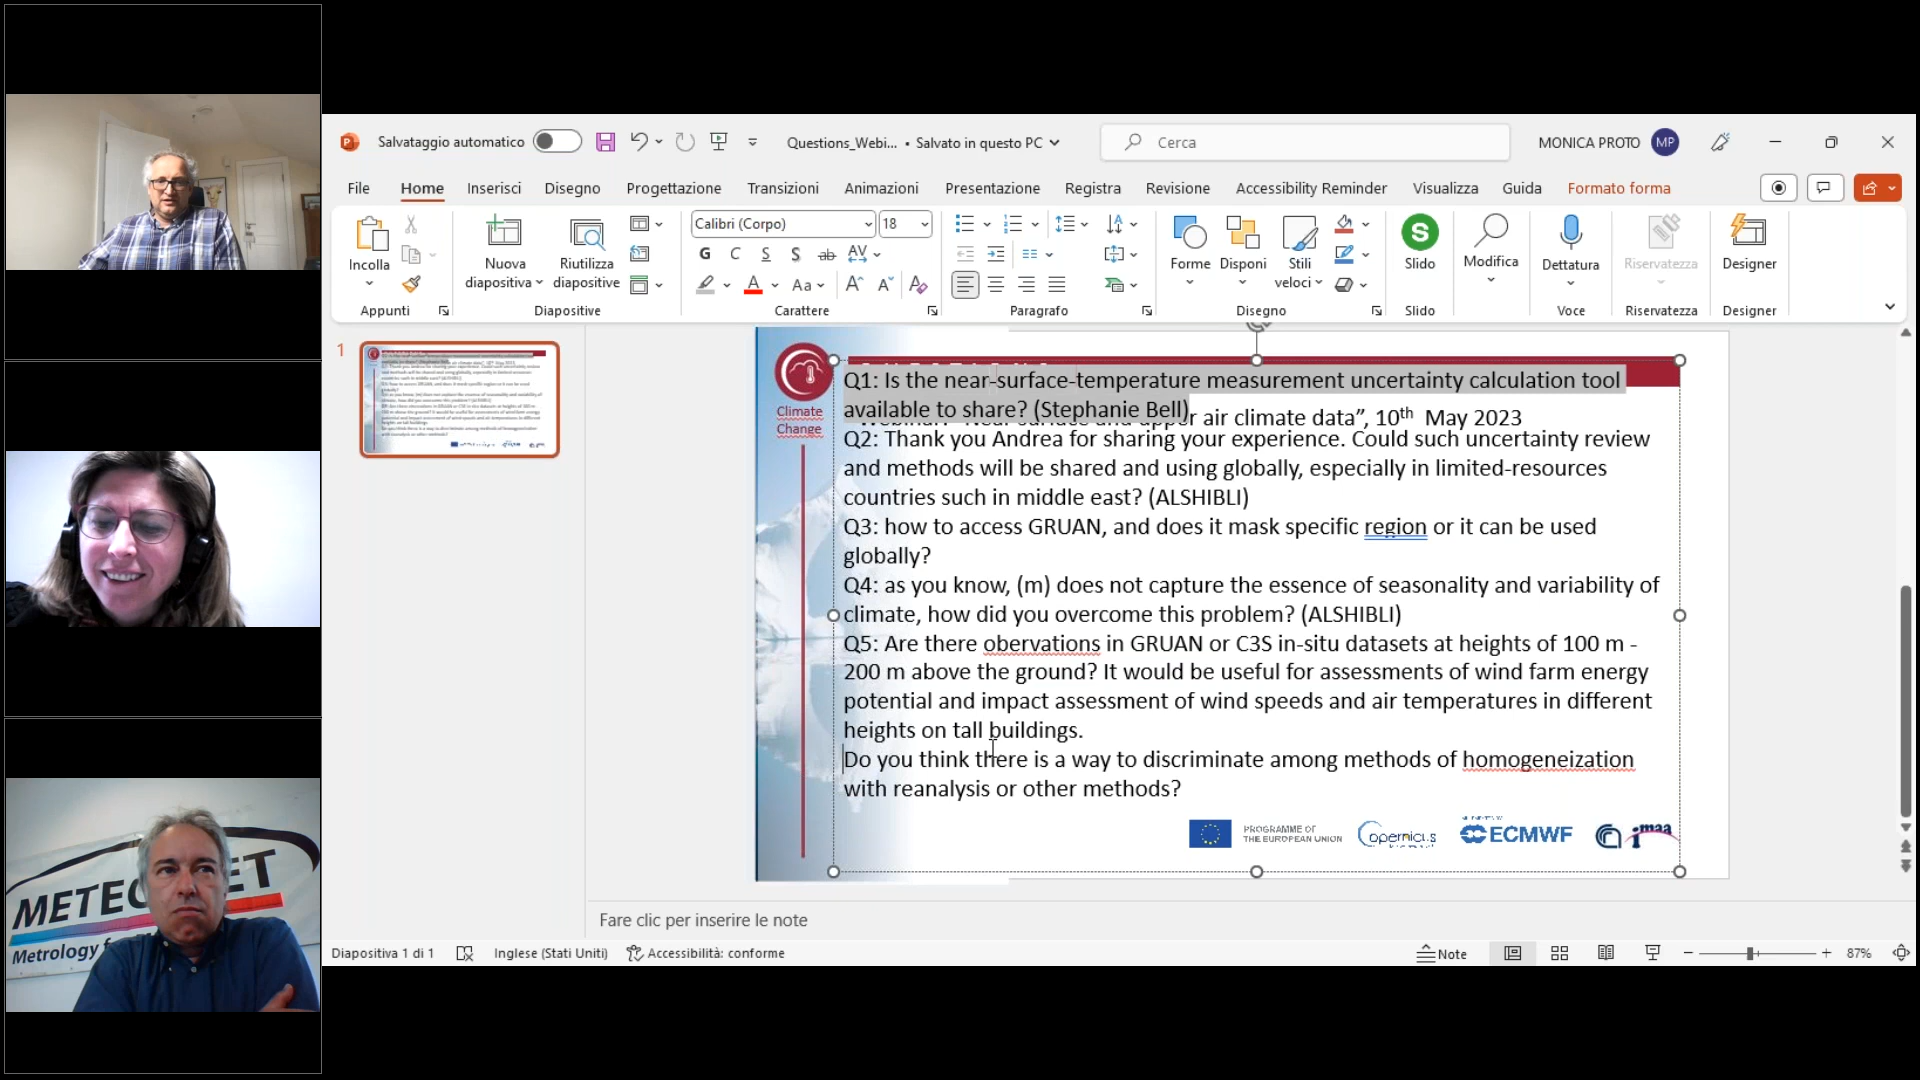 Salvataggio automatico
Questions_Webi... • Salvato in questo PC
Cerca
MONICA PROTO
MP
File Home Inserisci Disegno Progettazione Transizioni Animazioni Presentazione Registra Revisione Accessibility Reminder Visualizza Guida Formato forma
Incolla
Appunti
Nuova
diapositiva
Riutilizza
diapositive
Diapositive
Calibri (Corpo)
18
G C S S ab AV
A Aa A A A
Carattere
Paragrafo
Forme
Disponi
Stili
veloci
Disegno
S
Slido
Slido
Modifica
Dettatura
Voce
Riservatezza
Riservatezza
Designer
Designer
1
Climate
Change
Q1: Is the near-surface-temperature measurement uncertainty calculation tool
available to share? (Stephanie Bell)
r air climate data”, 10th May 2023
Q2: Thank you Andrea for sharing your experience. Could such uncertainty review
and methods will be shared and using globally, especially in limited-resources
countries such in middle east? (ALSHIBLI)
Q3: how to access GRUAN, and does it mask specific region or it can be used
globally?
Q4: as you know, (m) does not capture the essence of seasonality and variability of
climate, how did you overcome this problem? (ALSHIBLI)
Q5: Are there obervations in GRUAN or C3S in-situ datasets at heights of 100 m -
200 m above the ground? It would be useful for assessments of wind farm energy
potential and impact assessment of wind speeds and air temperatures in different
heights on tall buildings.
Do you think there is a way to discriminate among methods of homogeneization
with reanalysis or other methods?
PROGRAMME OF
THE EUROPEAN UNION
opernicus
ECMWF
imaa
Fare clic per inserire le note
Diapositiva 1 di 1
Inglese (Stati Uniti)
Accessibilità: conforme
Note
87%
METEO
ET
Metrology fo